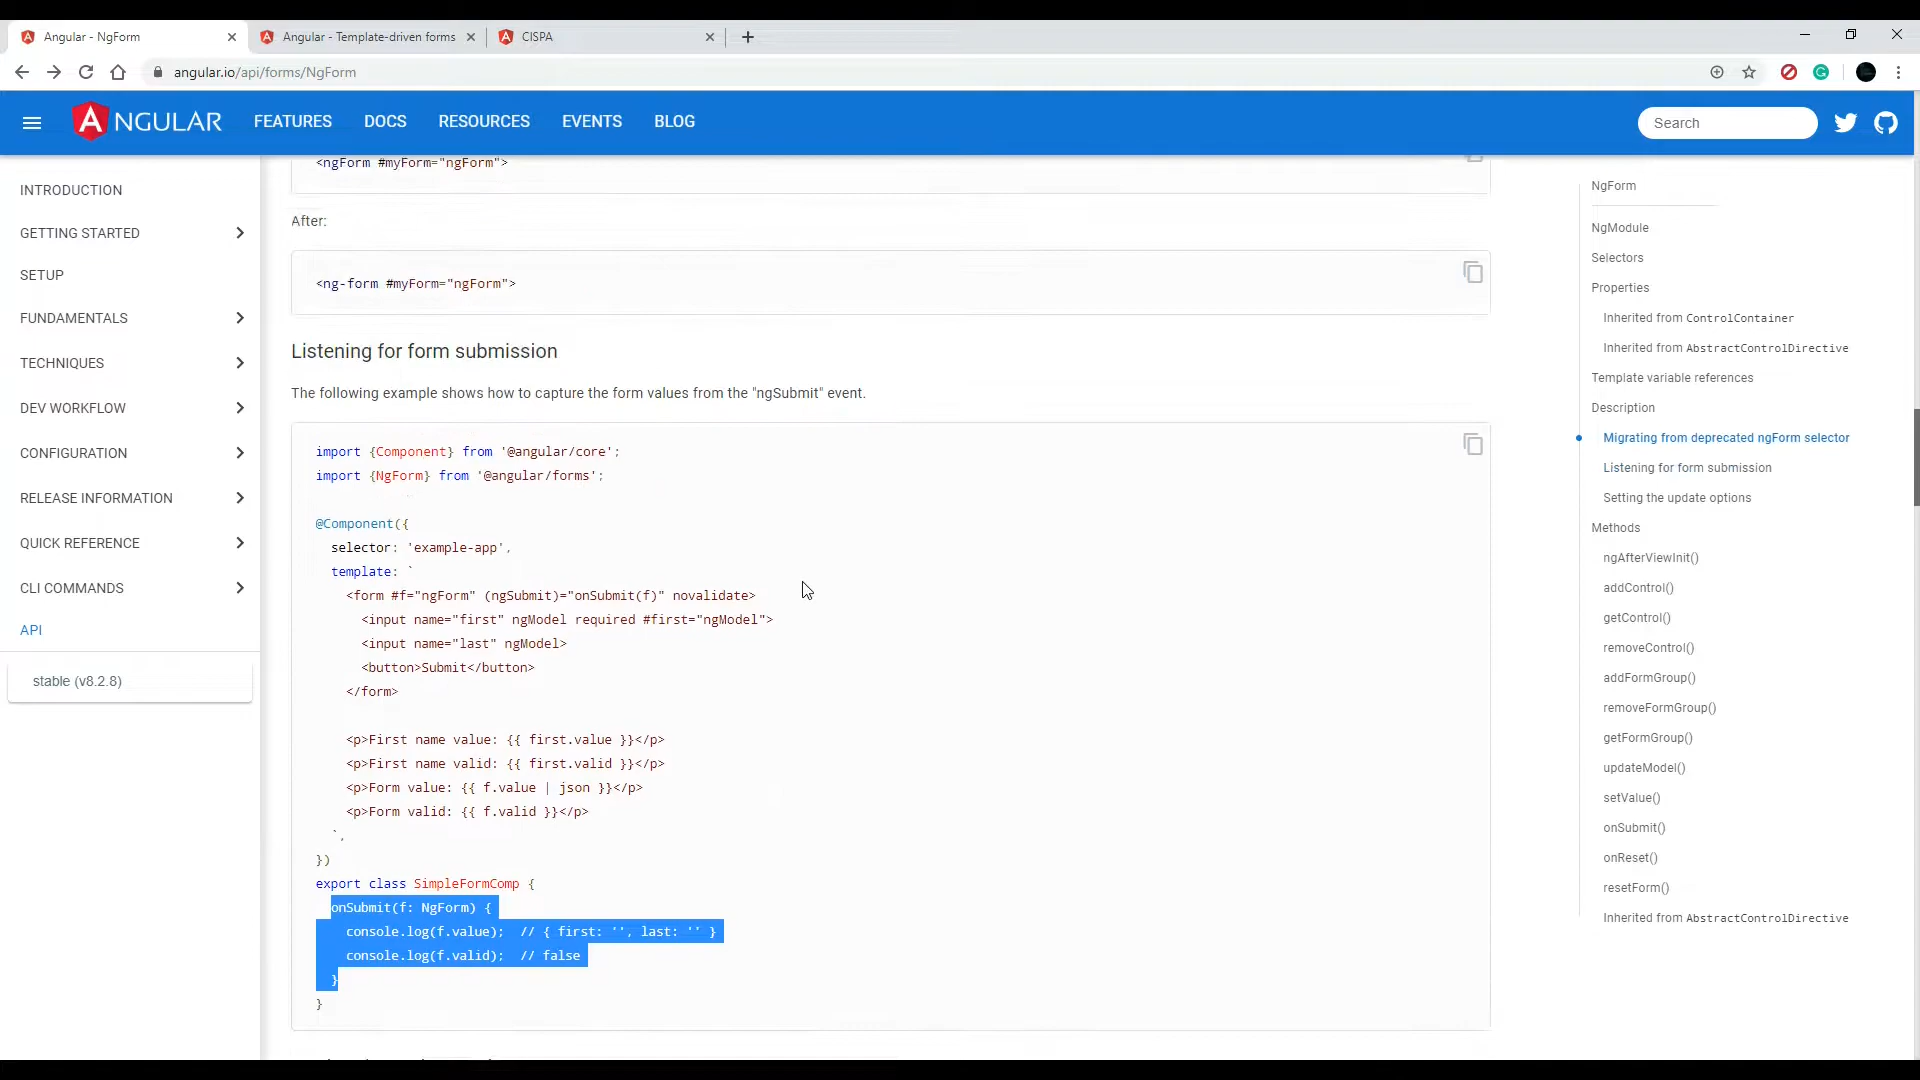 Angular - NgForm
Angular - Template-driven forms
CISPA
angular.io/api/forms/NgForm
ANGULAR
FEATURES
DOCS
RESOURCES
EVENTS
BLOG
Search
INTRODUCTION
GETTING STARTED
SETUP
FUNDAMENTALS
TECHNIQUES
DEV WORKFLOW
CONFIGURATION
RELEASE INFORMATION
QUICK REFERENCE
CLI COMMANDS
API
stable (v8.2.8)
<ngForm #myForm="ngForm">
After:
<ng-form #myForm="ngForm">
Listening for form submission
The following example shows how to capture the form values from the "ngSubmit" event.
import {Component} from '@angular/core';
import {NgForm} from '@angular/forms';
@Component({
selector: 'example-app',
template: `
<form #f="ngForm" (ngSubmit)="onSubmit(f)" novalidate>
<input name="first" ngModel required #first="ngModel">
<input name="last" ngModel>
<button>Submit</button>
</form>
<p>First name value: {{ first.value }}</p>
<p>First name valid: {{ first.valid }}</p>
<p>Form value: {{ f.value | json }}</p>
<p>Form valid: {{ f.valid }}</p>
`,
})
export class SimpleFormComp {
onSubmit(f: NgForm) {
console.log(f.value);  // { first: '', last: '' }
console.log(f.valid);  // false
}
}
NgForm
NgModule
Selectors
Properties
Inherited from ControlContainer
Inherited from AbstractControlDirective
Template variable references
Description
Migrating from deprecated ngForm selector
Listening for form submission
Setting the update options
Methods
ngAfterViewInit()
addControl()
getControl()
removeControl()
addFormGroup()
removeFormGroup()
getFormGroup()
updateModel()
setValue()
onSubmit()
onReset()
resetForm()
Inherited from AbstractControlDirective